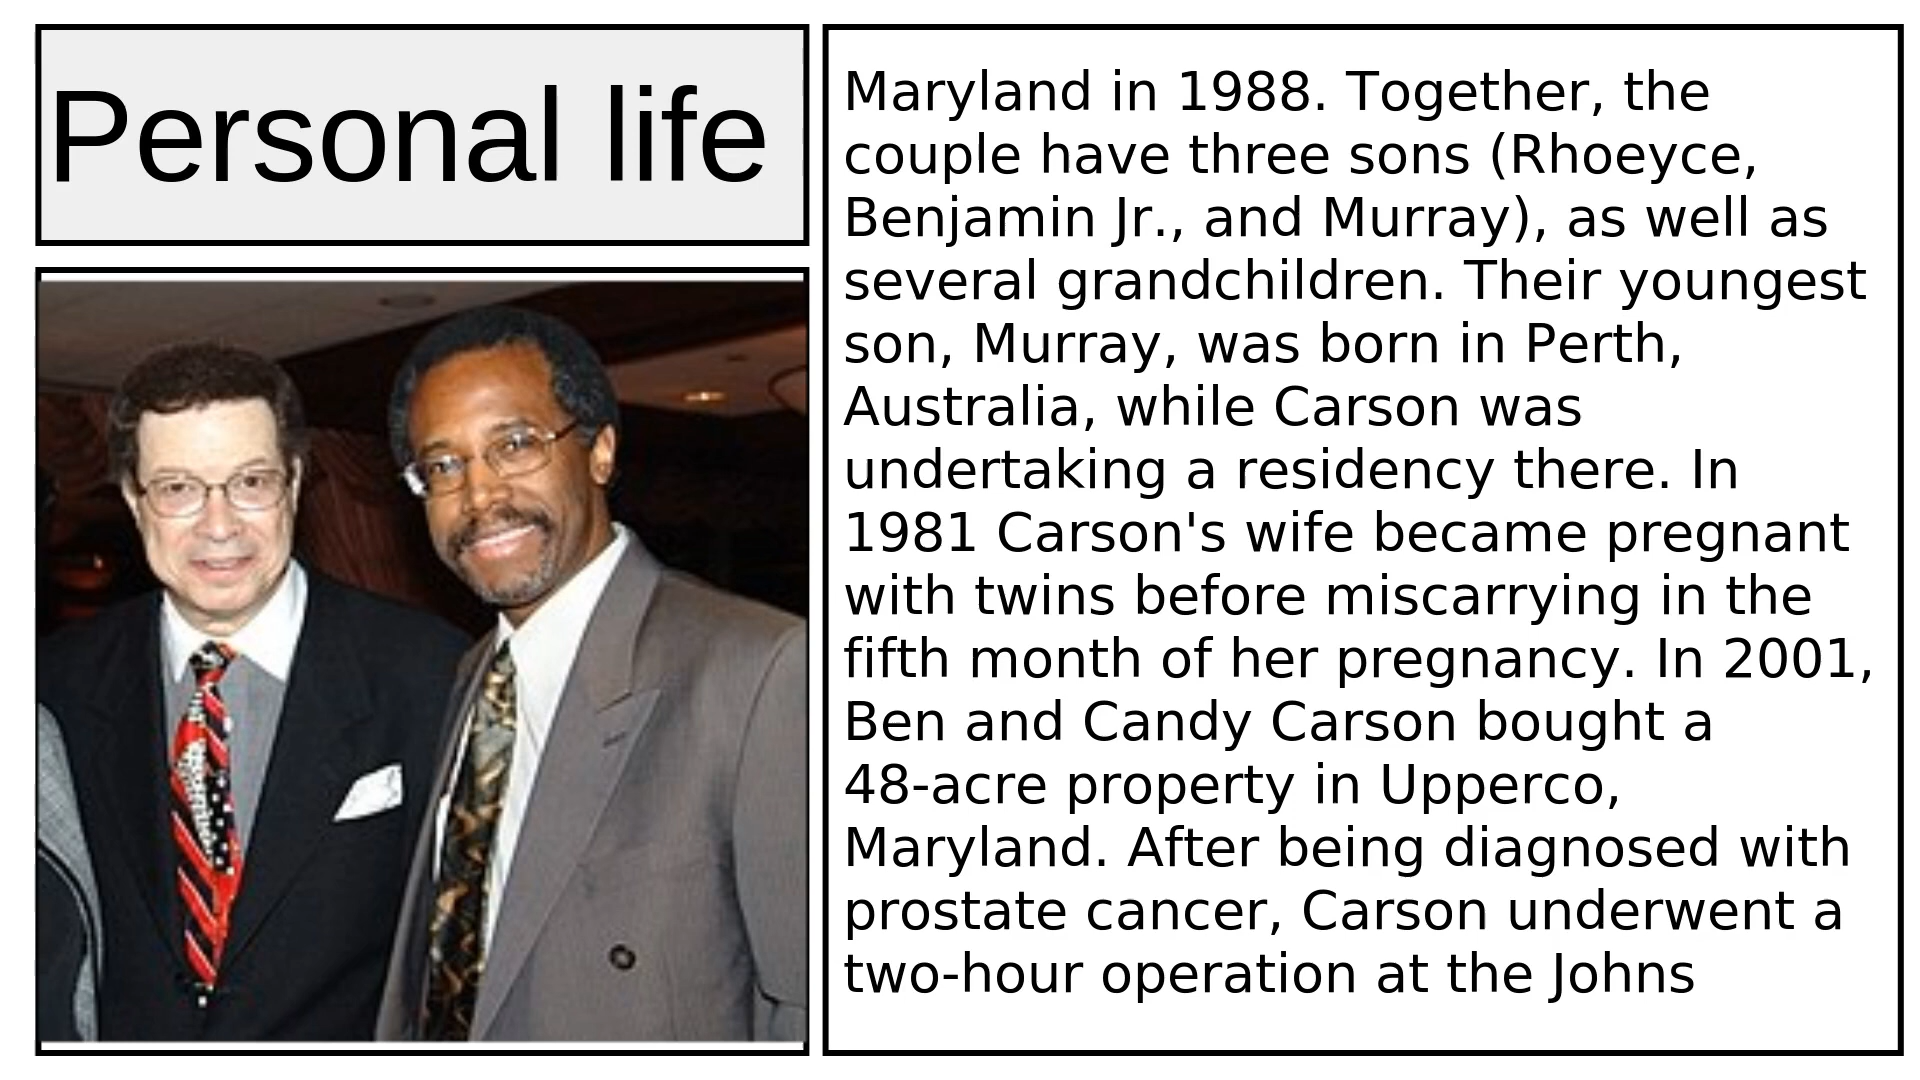 Personal life
Maryland in 1988. Together, the
couple have three sons (Rhoeyce,
Benjamin Jr., and Murray), as well as
several grandchildren. Their youngest
son, Murray, was born in Perth,
Australia, while Carson was
undertaking a residency there. In
1981 Carson's wife became pregnant
with twins before miscarrying in the
fifth month of her pregnancy. In 2001,
Ben and Candy Carson bought a
48-acre property in Upperco,
Maryland. After being diagnosed with
prostate cancer, Carson underwent a
two-hour operation at the Johns